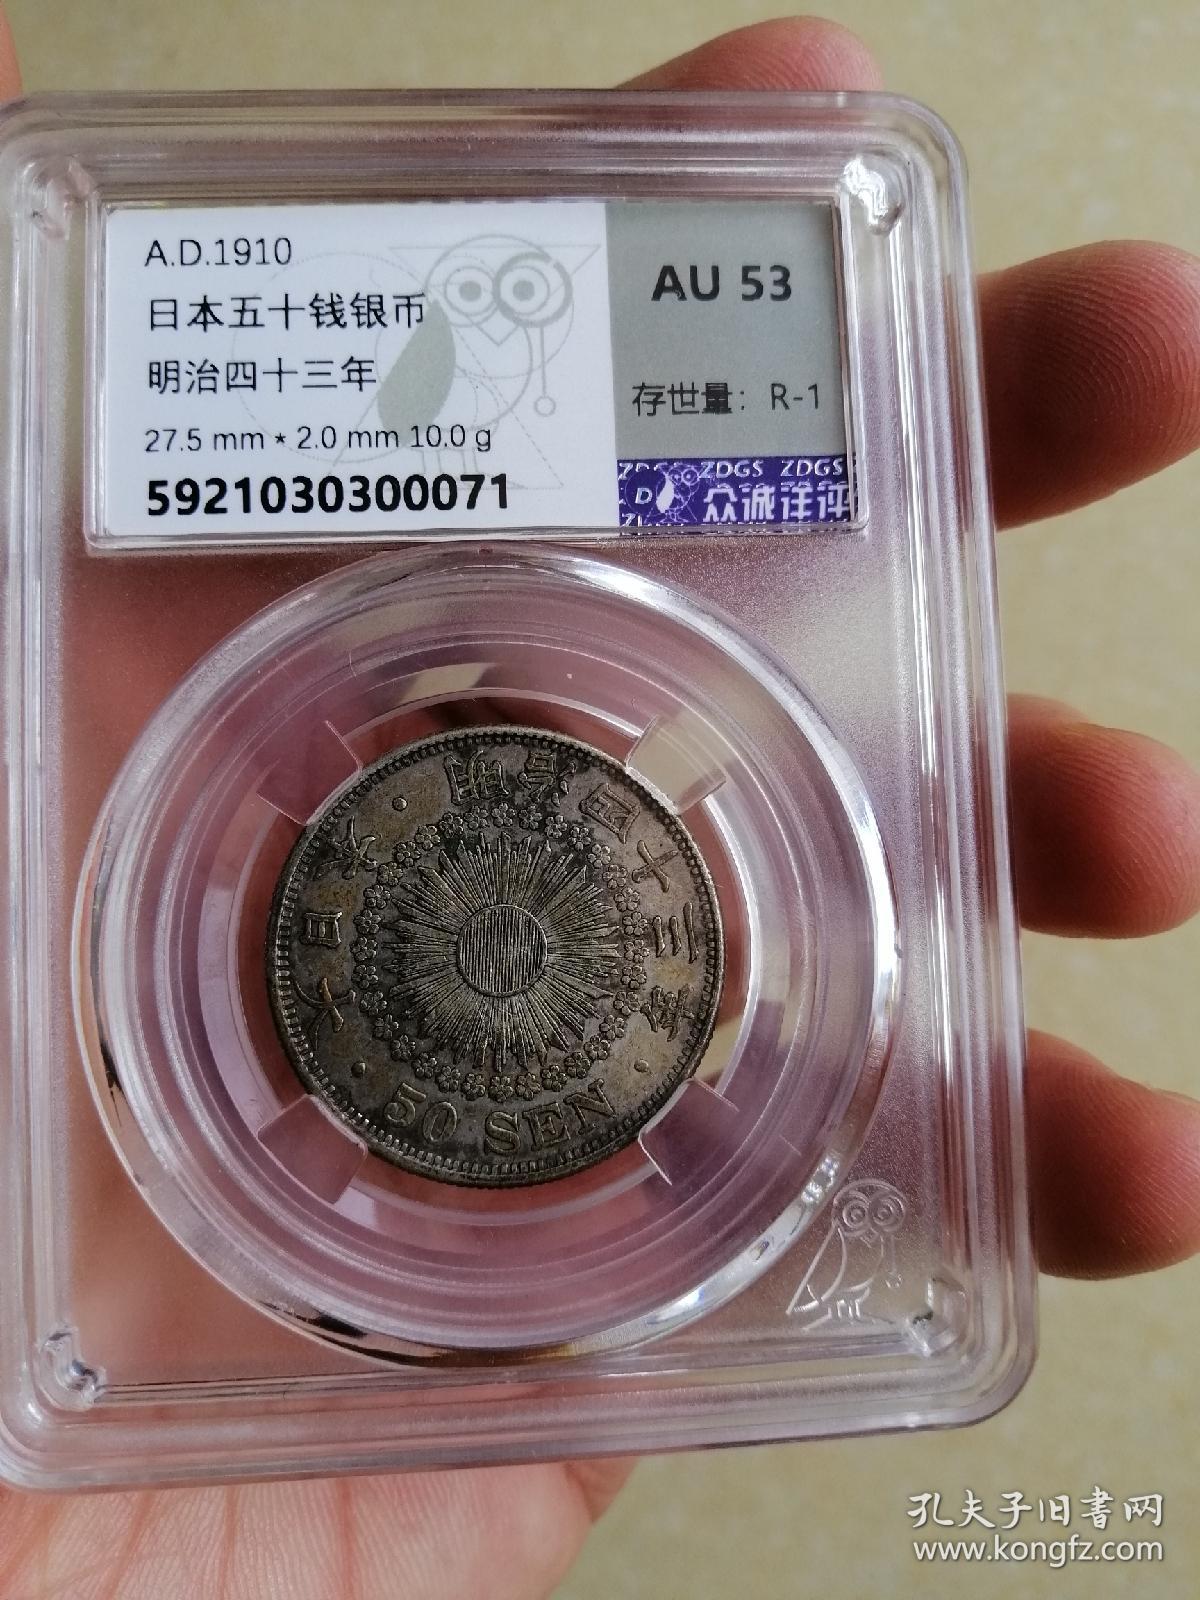 A.D.1910
日本五十钱银币
明治四十三年
27.5 mm * 2.0 mm 10.0 g
5921030300071
AU 53
存世量: R-1
ZDGS ZDGS
众诚洋评
大日本 · 明治四十三年 ·
50 SEN
孔夫子旧书网
www.kongfz.com